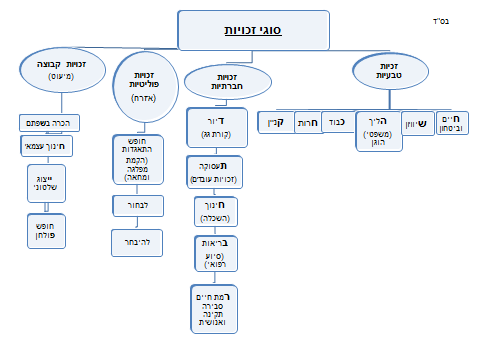 בס"ד
סוגי זכויות
זכויות
טבעיות
חיים
וביטחון
שיוויון
הליך
(משפטי)
הוגן
כבוד
חרות
קניין
זכויות
חברתיות
דיור
(קורת גג)
תעסוקה
(זכויות עובדים)
חינוך
(השכלה)
בריאות
(סיוע
רפואי)
רמת חיים
סבירה
תקינה
ואנושית
זכויות
פוליטיות
(אזרח)
חופש
התאגדות
(הקמת
מפלגה
ומחאה)
לבחור
להיבחר
זכויות קבוצה
(מיעוט)
הכרה בשפתם
חינוך עצמאי
ייצוג
שלטוני
חופש
פולחן